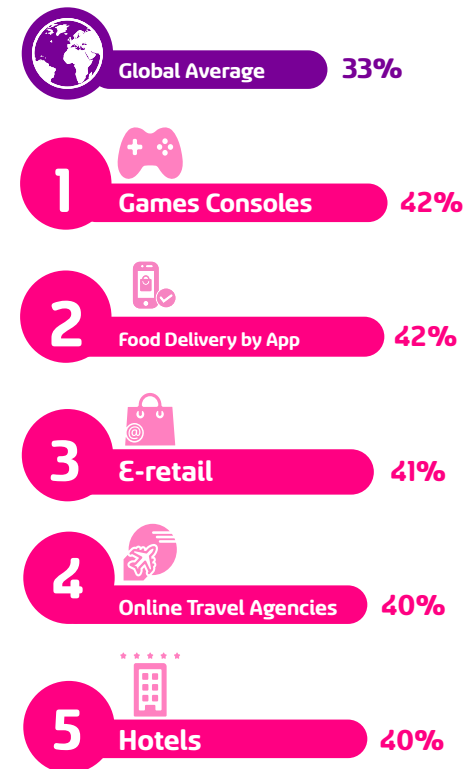 Global Average 33%
1
Games Consoles 42%
2
Food Delivery by App 42%
@
3
E-retail 41%
4
Online Travel Agencies 40%
5
Hotels 40%